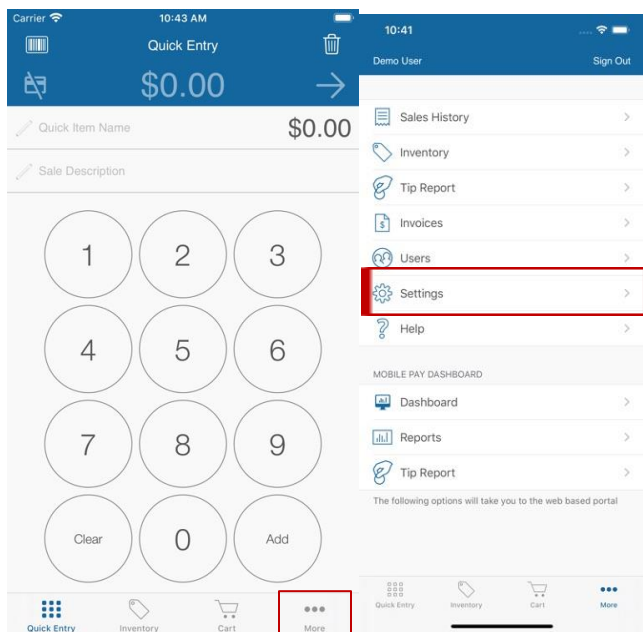 Carrier 10:43 AM
Quick Entry
$0.00
Quick Item Name $0.00
Sale Description
1 2 3
4 5 6
7 8 9
Clear 0 Add
Quick Entry Inventory Cart More
10:41
Demo User Sign Out
Sales History
Inventory
Tip Report
Invoices
Users
Settings
Help
MOBILE PAY DASHBOARD
Dashboard
Reports
Tip Report
The following options will take you to the web based portal
Quick Entry Inventory Cart More